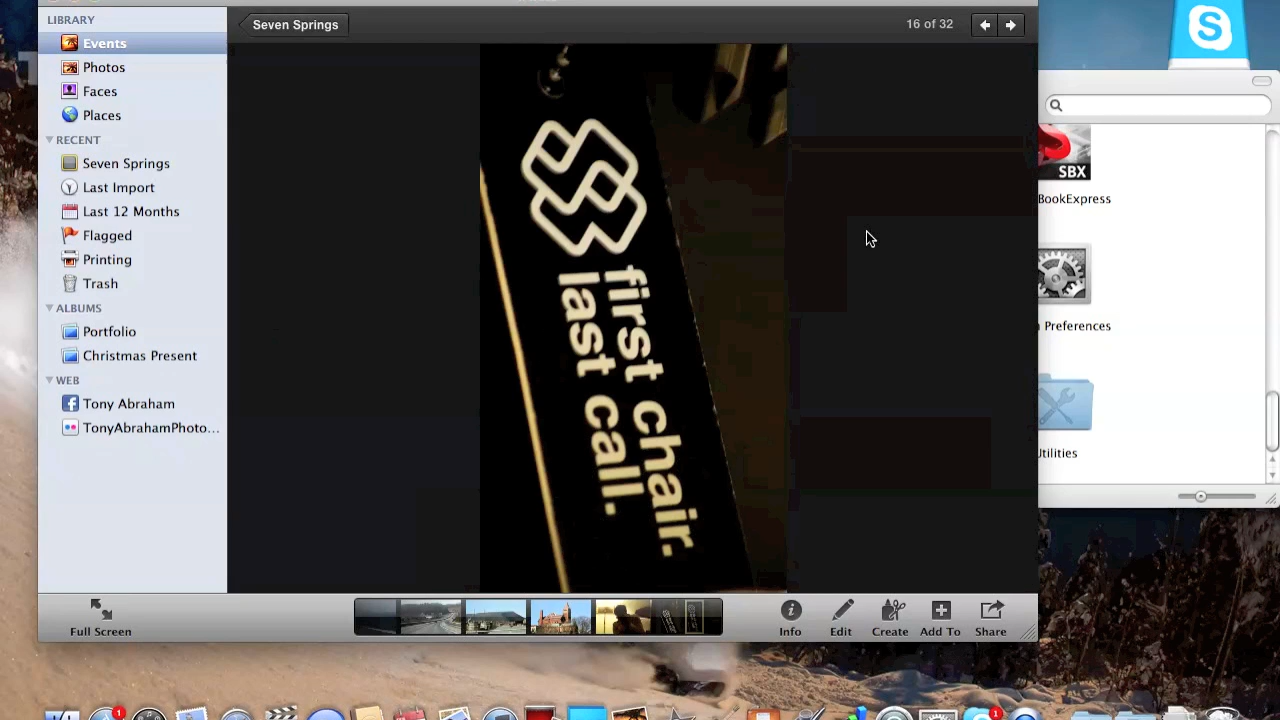 LIBRARY
Events
Photos
Faces
Places
RECENT
Seven Springs
Last Import
Last 12 Months
Flagged
Printing
Trash
ALBUMS
Portfolio
Christmas Present
WEB
Tony Abraham
TonyAbrahamPhoto...
Full Screen
Seven Springs
16 of 32
first chair.
last call.
Info
Edit
Create
Add To
Share
SBX
BookExpress
Preferences
Utilities
1
1